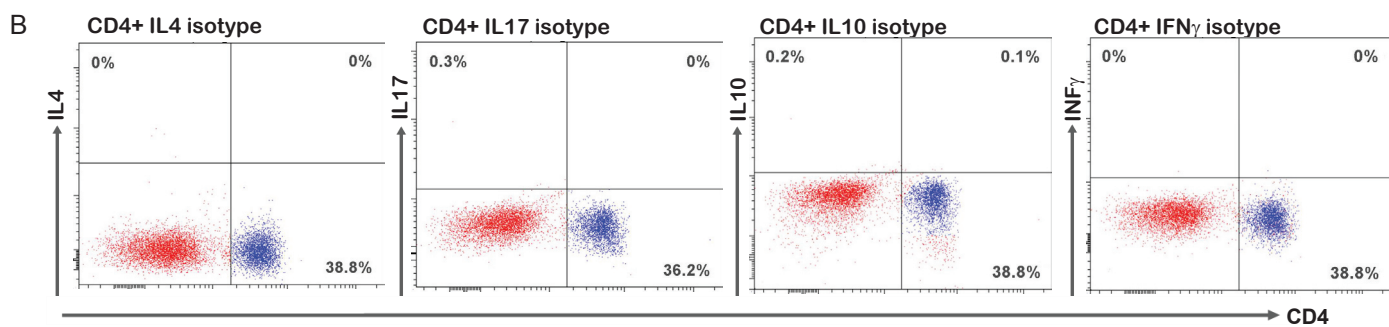 B
CD4+ IL4 isotype
0%
0%
38.8%
IL4
CD4+ IL17 isotype
0.3%
0%
36.2%
IL17
CD4+ IL10 isotype
0.2%
0.1%
38.8%
IL10
CD4+ IFNγ isotype
0%
0%
38.8%
INFγ
CD4